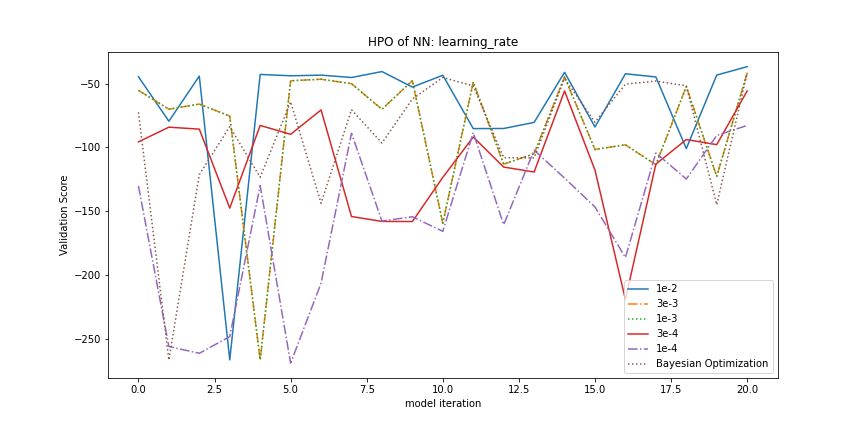 HPO of NN: learning_rate
Validation Score
−50
−100
−150
−200
−250
0.0
2.5
5.0
7.5
10.0
12.5
15.0
17.5
20.0
model iteration
1e-2
3e-3
1e-3
3e-4
1e-4
Bayesian Optimization